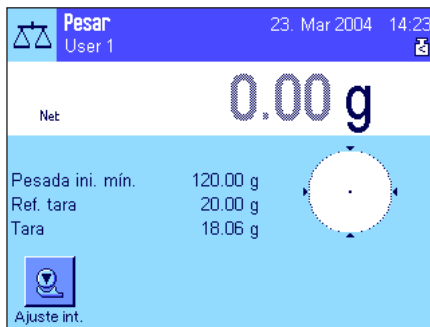 Pesar
23. Mar 2004 14:23
User 1
Net
0.00 g
Pesada ini. mín. 120.00 g
Ref. tara 20.00 g
Tara 18.06 g
Ajuste int.